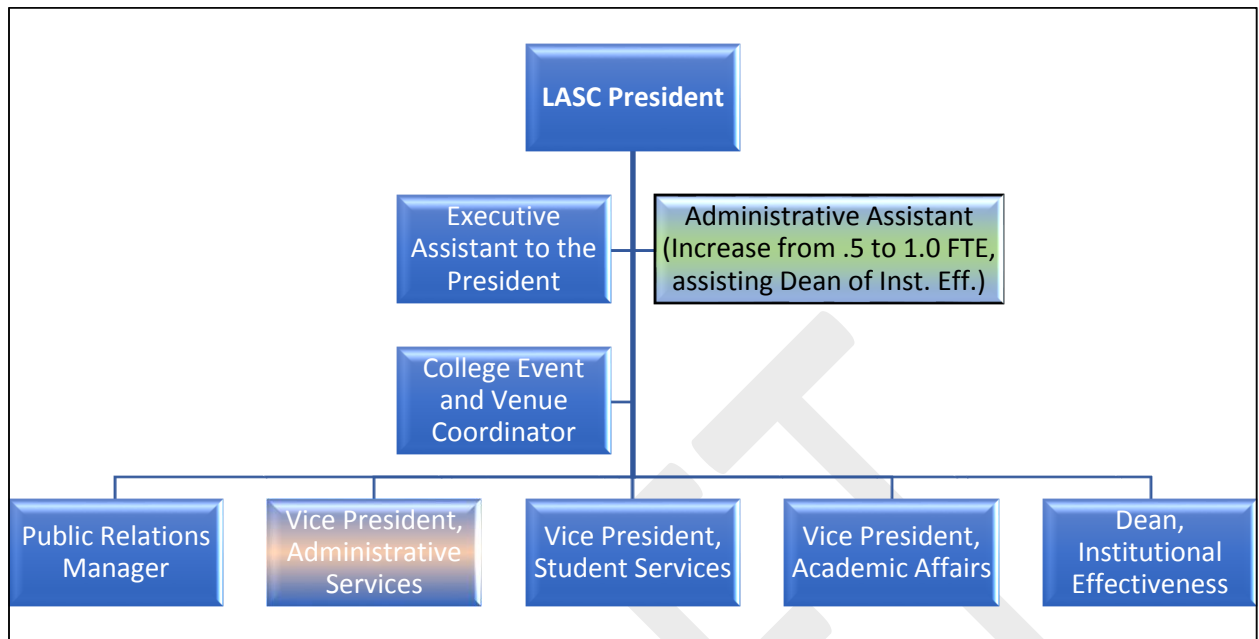 LASC President
Executive
Assistant to the
President
Administrative Assistant
(Increase from .5 to 1.0 FTE,
assisting Dean of Inst. Eff.)
College Event
and Venue
Coordinator
Public Relations
Manager
Vice President,
Administrative
Services
Vice President,
Student Services
Vice President,
Academic Affairs
Dean,
Institutional
Effectiveness